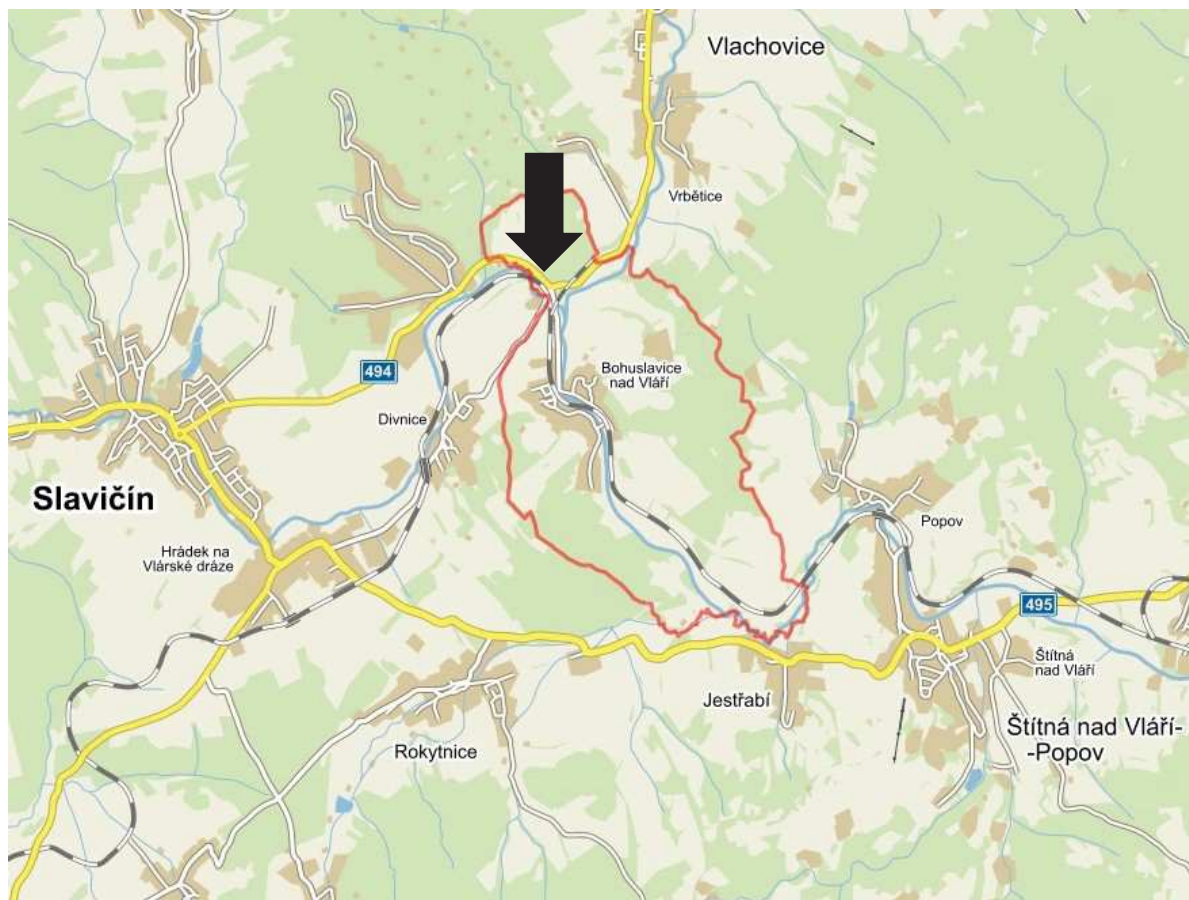 Vlachovice
Vrbětice
494
Bohuslavice
nad Vláří
Divnice
Slavičín
Popov
Hrádek na
Vlárské dráze
495
Štítná
nad Vláří
Jestřabí
Štítná nad Vláří-
-Popov
Rokytnice